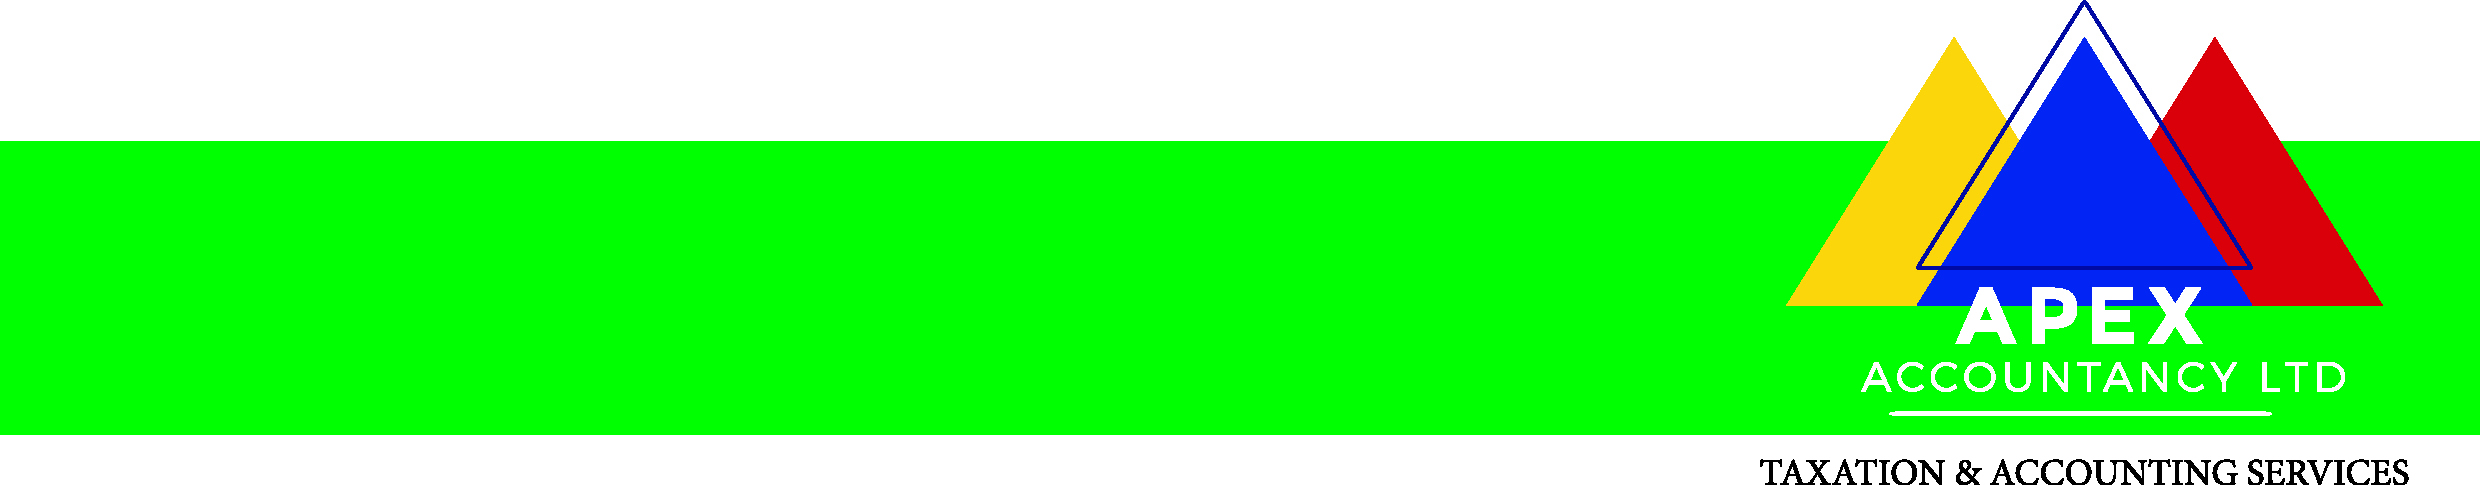 APEX
ACCOUNTANCY LTD
TAXATION & ACCOUNTING SERVICES